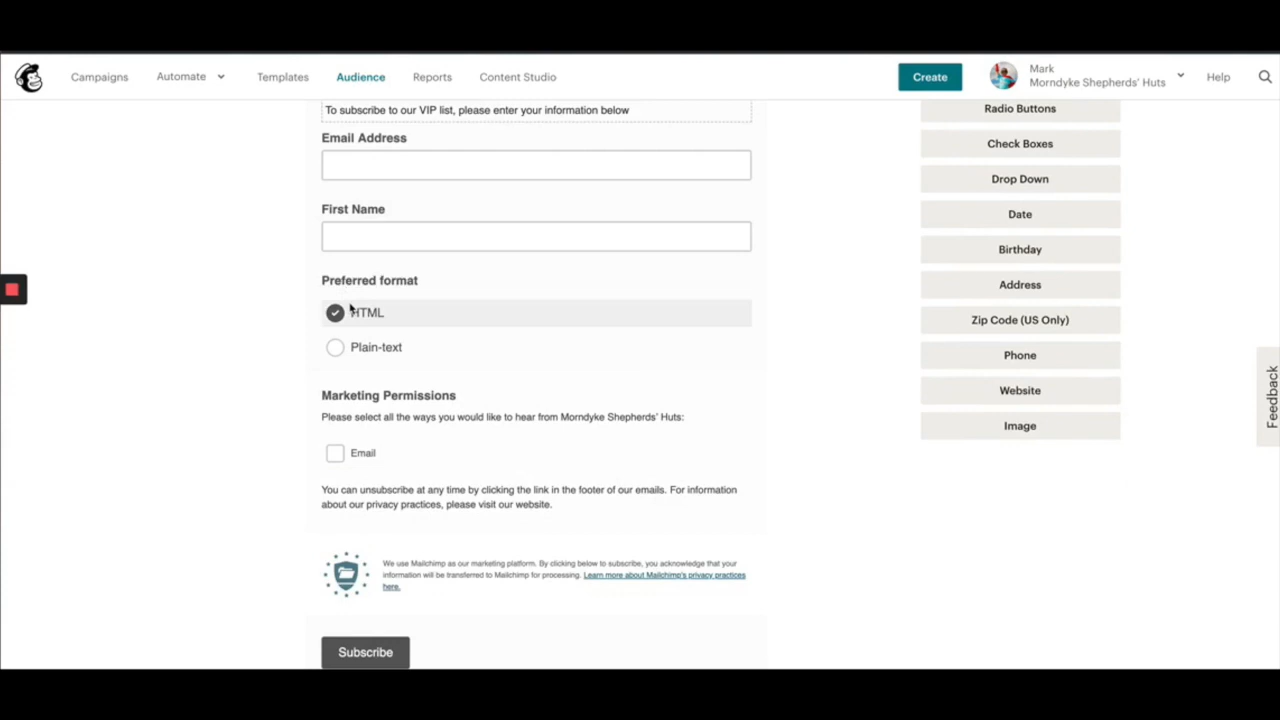 Campaigns
Automate
Templates
Audience
Reports
Content Studio
Create
Mark
Morndyke Shepherds' Huts
Help
To subscribe to our VIP list, please enter your information below
Email Address
First Name
Preferred format
HTML
Plain-text
Marketing Permissions
Please select all the ways you would like to hear from Morndyke Shepherds' Huts:
Email
You can unsubscribe at any time by clicking the link in the footer of our emails. For information
about our privacy practices, please visit our website.
We use Mailchimp as our marketing platform. By clicking below to subscribe, you acknowledge that your
information will be transferred to Mailchimp for processing. Learn more about Mailchimp's privacy practices
here.
Subscribe
Radio Buttons
Check Boxes
Drop Down
Date
Birthday
Address
Zip Code (US Only)
Phone
Website
Image
Feedback